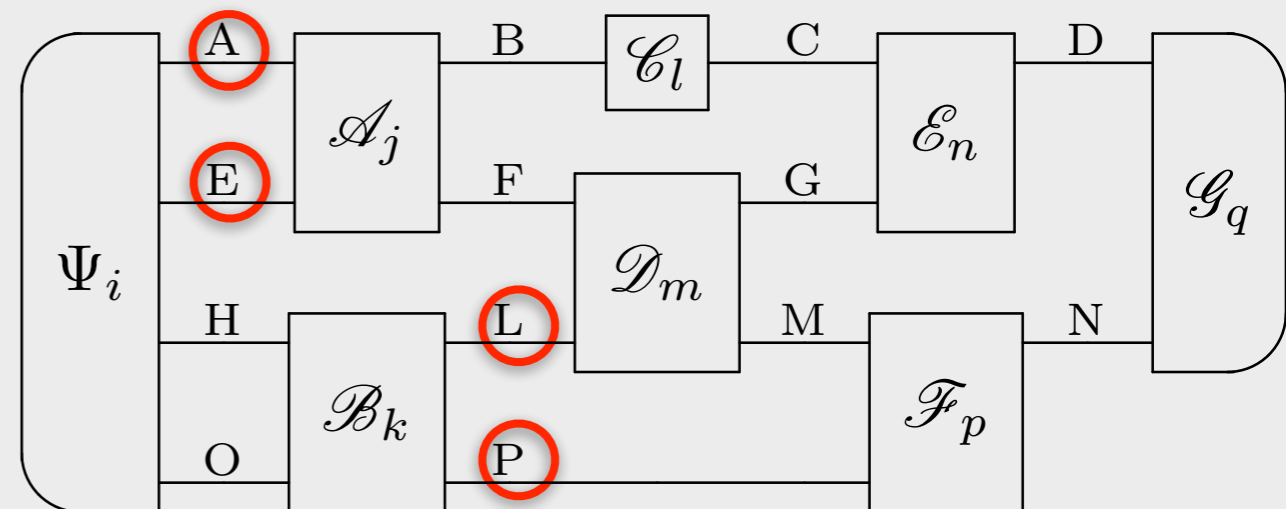 A B 𝒞_l C D
𝒜_j ℰ_n
E F G 𝒢_q
Ψ_i 𝒟_m
H L M N
ℬ_k ℱ_p
O P